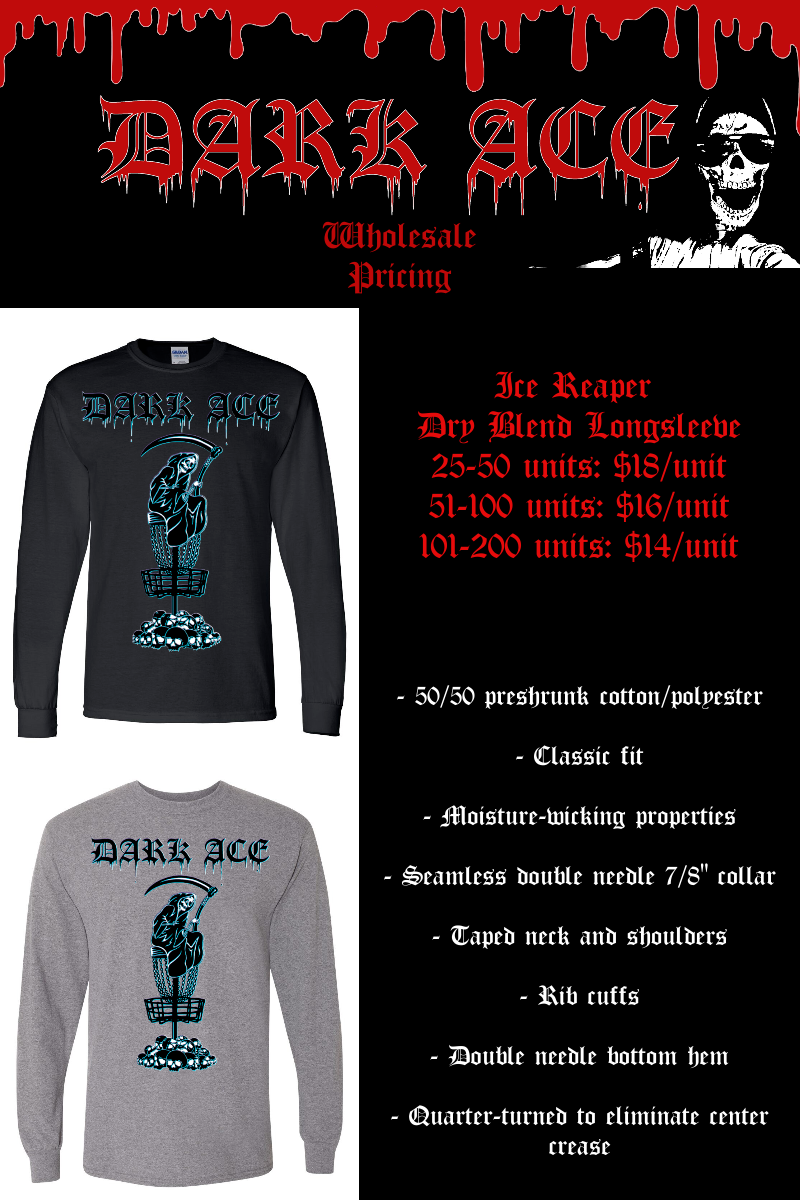 DARK ACE
Wholesale
Pricing
DARK ACE
Ice Reaper
Dry Blend Longsleeve
25-50 units: $18/unit
51-100 units: $16/unit
101-200 units: $14/unit
- 50/50 preshrunk cotton/polyester
- Classic fit
- Moisture-wicking properties
- Seamless double needle 7/8" collar
- Taped neck and shoulders
- Rib cuffs
- Double needle bottom hem
- Quarter-turned to eliminate center
crease
DARK ACE